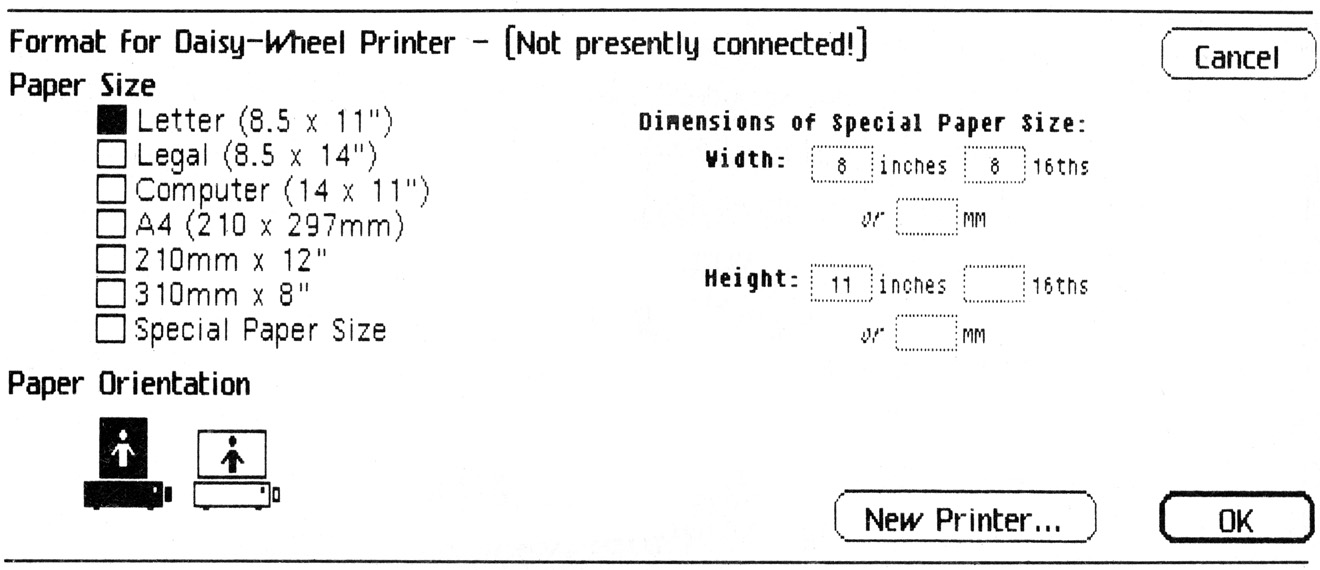 Format for Daisy-Wheel Printer - [Not presently connected!]
Cancel
Paper Size
Letter (8.5 x 11")
Legal (8.5 x 14")
Computer (14 x 11")
A4 (210 x 297mm)
210mm x 12"
310mm x 8"
Special Paper Size
Dimensions of Special Paper Size:
Width: 8 inches 8 16ths
or MM
Height: 11 inches 16ths
or MM
Paper Orientation
New Printer...
OK